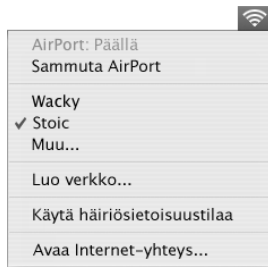 AirPort: Päällä
Sammuta AirPort
Wacky
Stoic
Muu...
Luo verkko...
Käytä häiriösietoisuustilaa
Avaa Internet-yhteys...